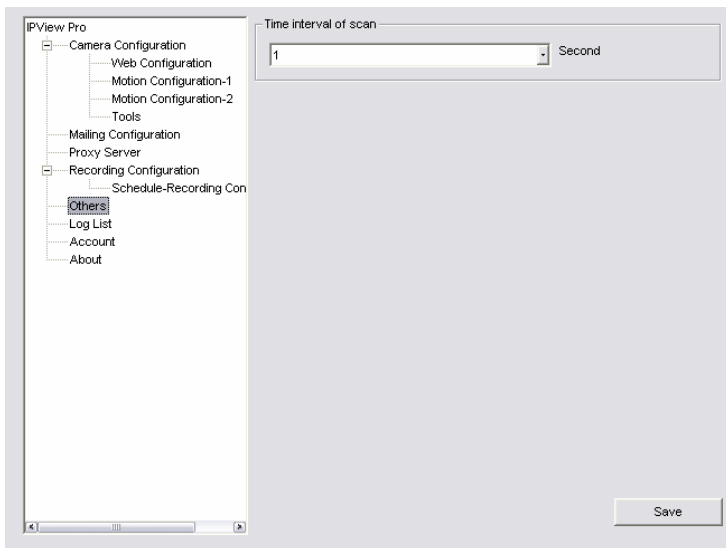 IPView Pro
Camera Configuration
Web Configuration
Motion Configuration-1
Motion Configuration-2
Tools
Mailing Configuration
Proxy Server
Recording Configuration
Schedule-Recording Con
Others
Log List
Account
About
Time interval of scan
1 Second
Save